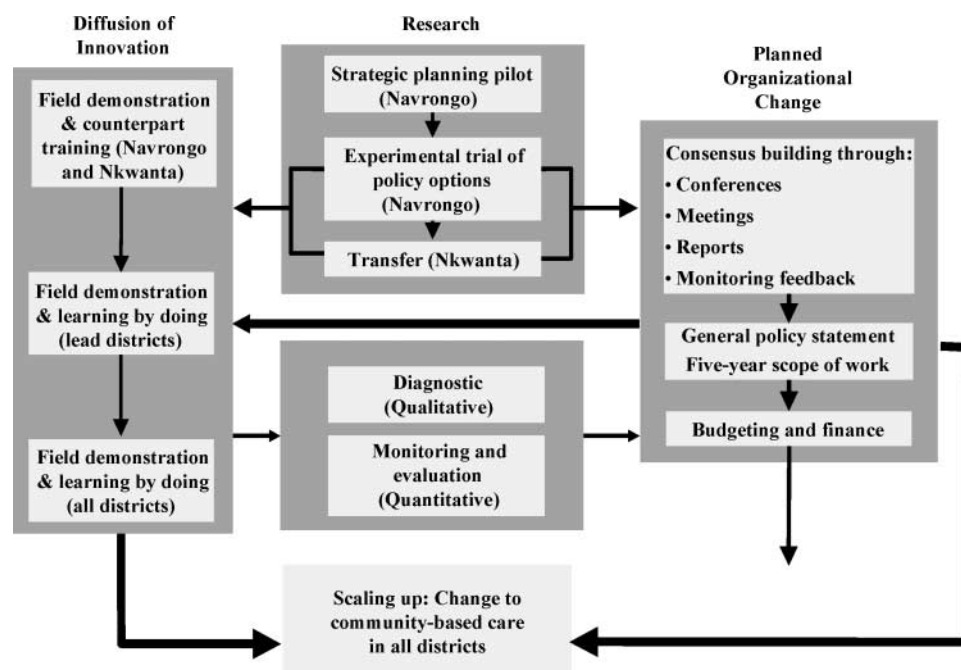 Diffusion of
Innovation
Field demonstration
& counterpart
training (Navrongo
and Nkwanta)
Field demonstration
& learning by doing
(lead districts)
Field demonstration
& learning by doing
(all districts)
Research
Strategic planning pilot
(Navrongo)
Experimental trial of
policy options
(Navrongo)
Transfer (Nkwanta)
Diagnostic
(Qualitative)
Monitoring and
evaluation
(Quantitative)
Planned
Organizational
Change
Consensus building through:
• Conferences
• Meetings
• Reports
• Monitoring feedback
General policy statement
Five-year scope of work
Budgeting and finance
Scaling up: Change to
community-based care
in all districts